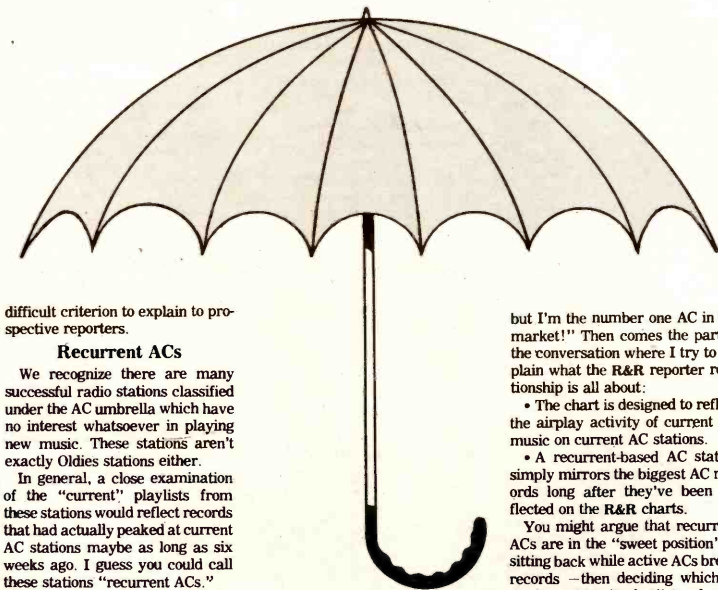 difficult criterion to explain to pro-
spective reporters.
Recurrent ACs
We recognize there are many
successful radio stations classified
under the AC umbrella which have
no interest whatsoever in playing
new music. These stations aren't
exactly Oldies stations either.
In general, a close examination
of the "current" playlists from
these stations would reflect records
that had actually peaked at current
AC stations maybe as long as six
weeks ago. I guess you could call
these stations "recurrent ACs."
but I'm the number one AC in
market!" Then comes the par
the conversation where I try to
plain what the R&R reporter re
tionship is all about:
• The chart is designed to refl
the airplay activity of current
music on current AC stations.
• A recurrent-based AC stat
simply mirrors the biggest AC r
ords long after they've been
flected on the R&R charts.
You might argue that recurr
ACs are in the "sweet position"
sitting back while active ACs bre
records — then deciding which